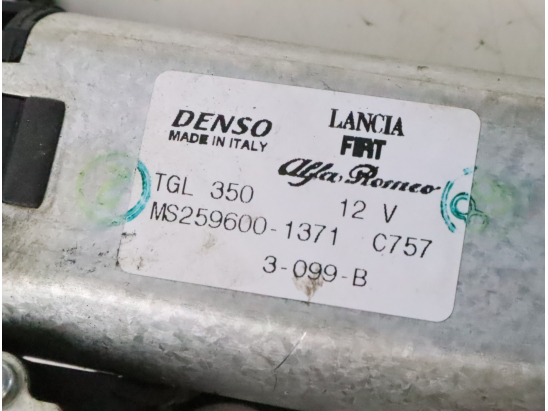 DENSO LANCIA
MADE IN ITALY FIAT
Alfa Romeo
TGL 350 12 V
MS259600-1371 C757
3-099-B